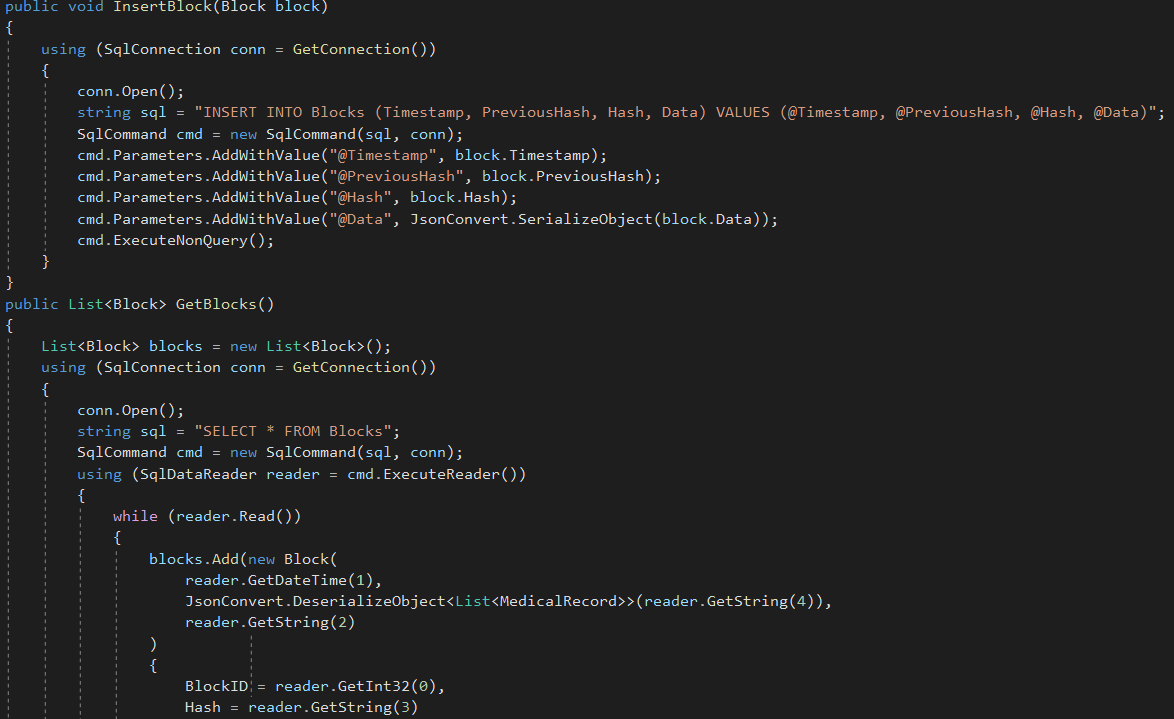 public void InsertBlock(Block block)
{
    using (SqlConnection conn = GetConnection())
    {
        conn.Open();
        string sql = "INSERT INTO Blocks (Timestamp, PreviousHash, Hash, Data) VALUES (@Timestamp, @PreviousHash, @Hash, @Data)";
        SqlCommand cmd = new SqlCommand(sql, conn);
        cmd.Parameters.AddWithValue("@Timestamp", block.Timestamp);
        cmd.Parameters.AddWithValue("@PreviousHash", block.PreviousHash);
        cmd.Parameters.AddWithValue("@Hash", block.Hash);
        cmd.Parameters.AddWithValue("@Data", JsonConvert.SerializeObject(block.Data));
        cmd.ExecuteNonQuery();
    }
}
public List<Block> GetBlocks()
{
    List<Block> blocks = new List<Block>();
    using (SqlConnection conn = GetConnection())
    {
        conn.Open();
        string sql = "SELECT * FROM Blocks";
        SqlCommand cmd = new SqlCommand(sql, conn);
        using (SqlDataReader reader = cmd.ExecuteReader())
        {
            while (reader.Read())
            {
                blocks.Add(new Block(
                    reader.GetDateTime(1),
                    JsonConvert.DeserializeObject<List<MedicalRecord>>(reader.GetString(4)),
                    reader.GetString(2)
                )
                {
                    BlockID = reader.GetInt32(0),
                    Hash = reader.GetString(3)